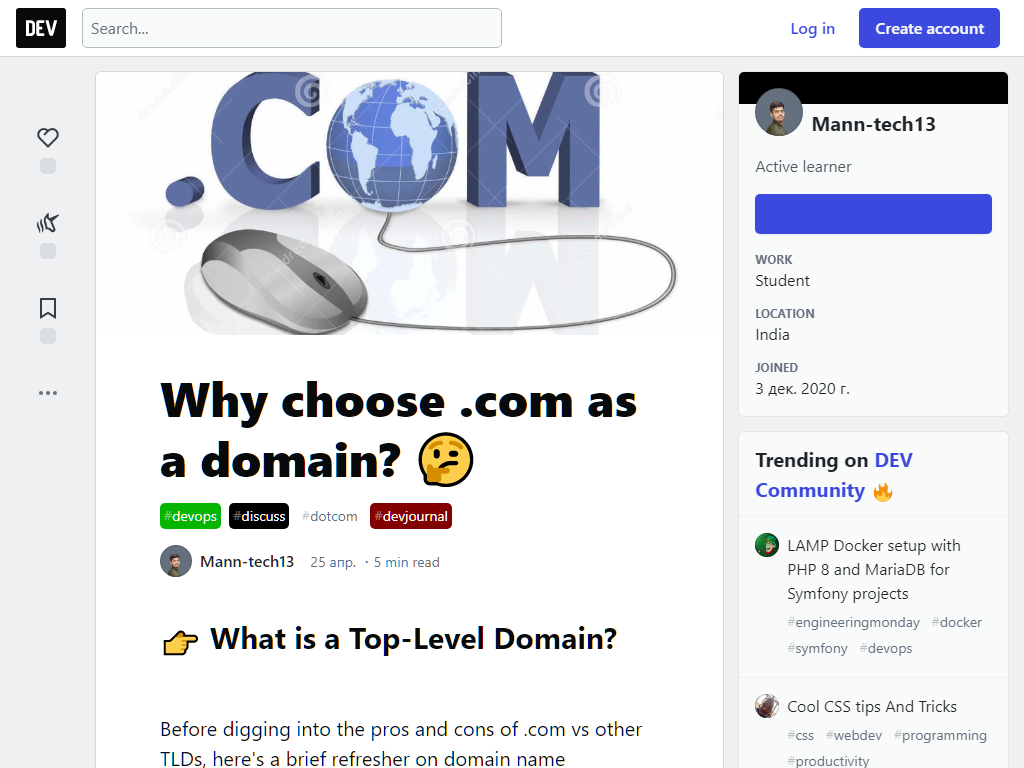 DEV
Search...
Log in
Create account
.COM
Mann-tech13
Active learner
WORK
Student
LOCATION
India
JOINED
3 дек. 2020 г.
Why choose .com as
a domain? 🤔
#devops #discuss #dotcom #devjournal
Mann-tech13 25 апр. ・5 min read
👉 What is a Top-Level Domain?
Before digging into the pros and cons of .com vs other
TLDs, here's a brief refresher on domain name
Trending on DEV
Community 🔥
LAMP Docker setup with
PHP 8 and MariaDB for
Symfony projects
#engineeringmonday #docker
#symfony #devops
Cool CSS tips And Tricks
#css #webdev #programming
#productivity